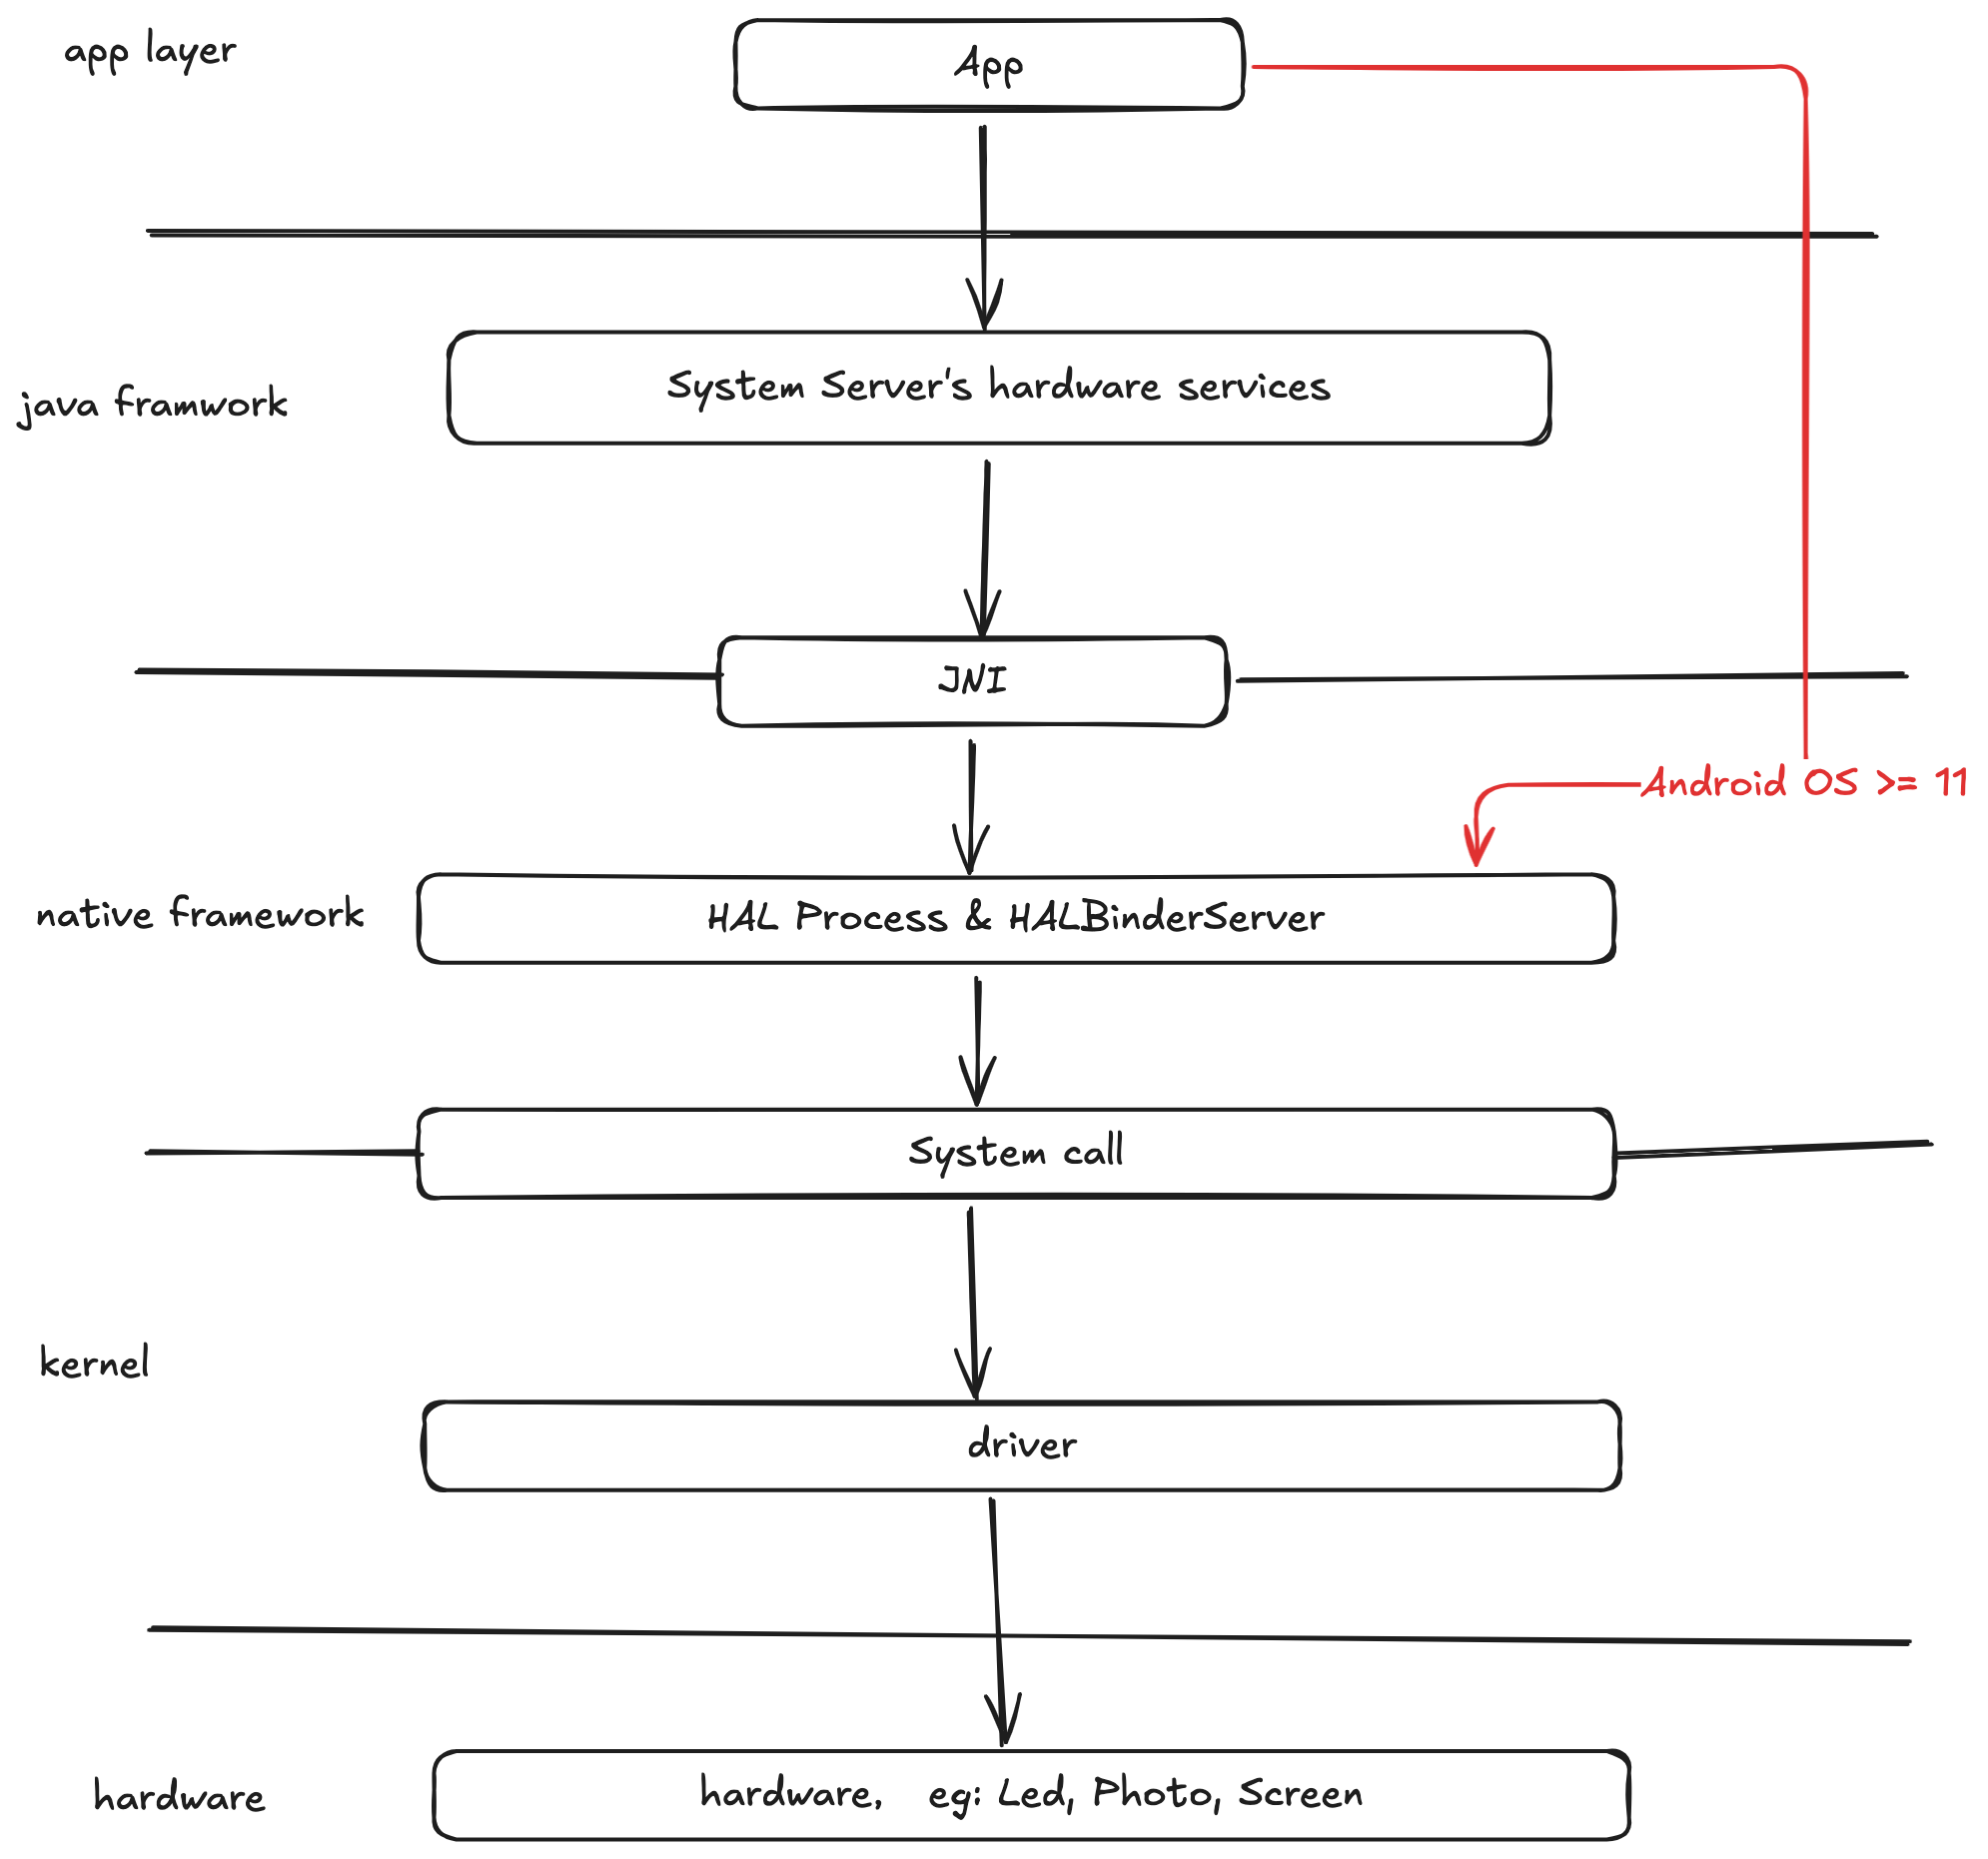 app layer
App
System Server's hardware services
java framwork
JNI
Android OS >= 11
native framework
HAL Process & HALBinderServer
System call
kernel
driver
hardware
hardware, eg: Led, Photo, Screen